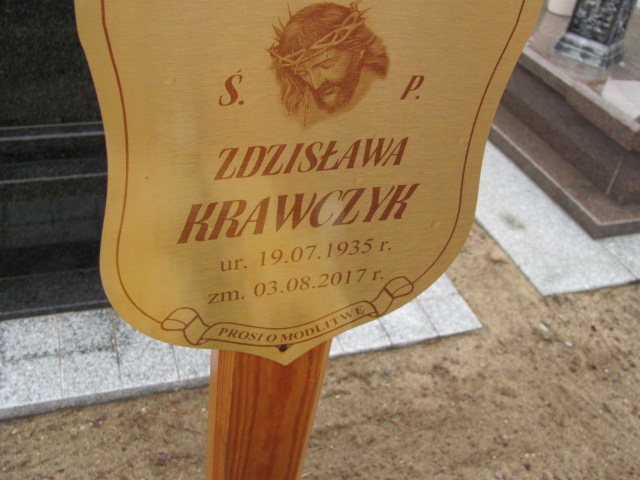 Ś. P.
ZDZISŁAWA
KRAWCZYK
ur. 19.07.1935 r.
zm. 03.08.2017 r.
PROSI O MODLITWĘ